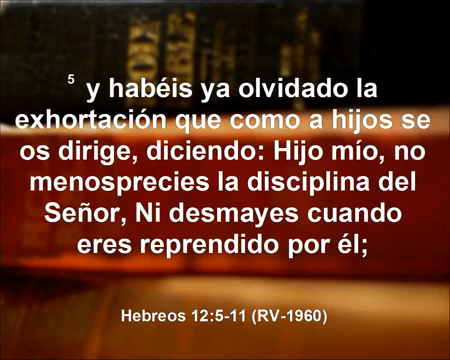 5 y habéis ya olvidado la
exhortación que como a hijos se
os dirige, diciendo: Hijo mío, no
menosprecies la disciplina del
Señor, Ni desmayes cuando
eres reprendido por él;
Hebreos 12:5-11 (RV-1960)